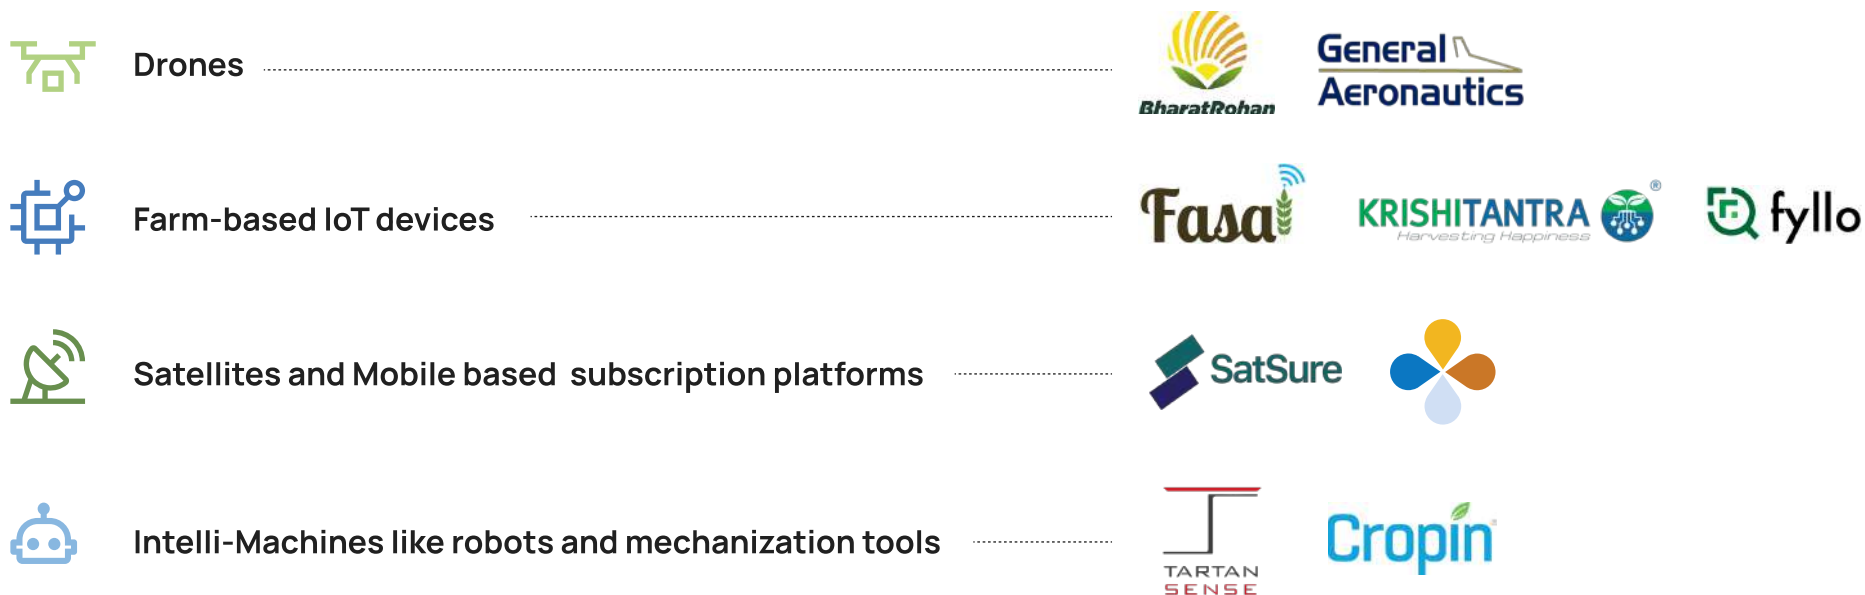 Drones
BharatRohan
General
Aeronautics
Farm-based IoT devices
Fasal
KRISHITANTRA ®
Harvesting Happiness
fyllo
Satellites and Mobile based subscription platforms
SatSure
Intelli-Machines like robots and mechanization tools
TARTAN
SENSE
Cropin